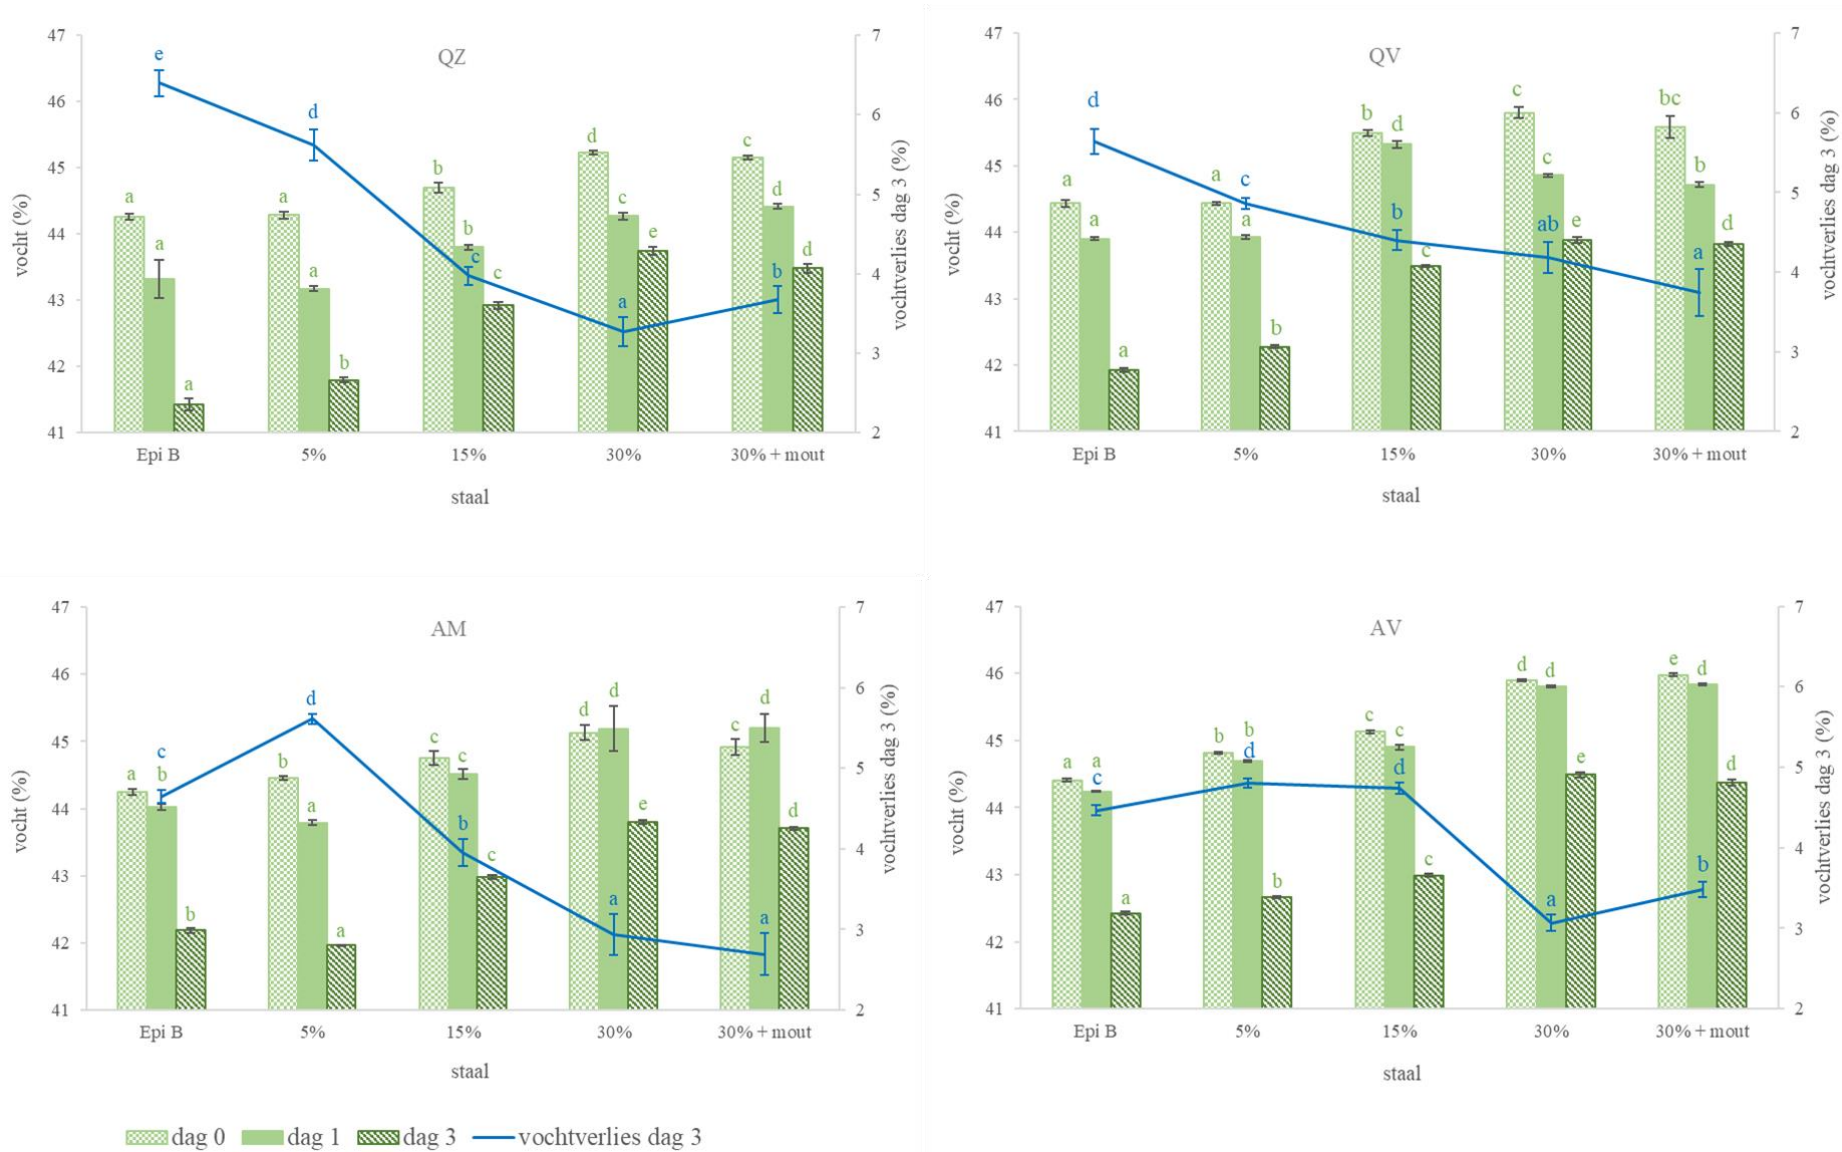 QZ
47
46
45
44
43
42
41
vocht (%)
7
6
5
4
3
2
vochtverlies dag 3 (%)
e
d
c
a
b
a
a
b
d
c
a
a
b
c
d
a
b
c
e
d
Epi B
5%
15%
30%
30% + mout
staal
QV
47
46
45
44
43
42
41
vocht (%)
7
6
5
4
3
2
vochtverlies dag 3 (%)
d
c
b
ab
a
a
a
b
c
bc
a
a
d
c
b
a
b
c
e
d
Epi B
5%
15%
30%
30% + mout
staal
AM
47
46
45
44
43
42
41
vocht (%)
7
6
5
4
3
2
vochtverlies dag 3 (%)
c
d
b
a
a
a
b
c
d
c
b
a
c
d
d
b
a
c
e
d
Epi B
5%
15%
30%
30% + mout
staal
AV
47
46
45
44
43
42
41
vocht (%)
7
6
5
4
3
2
vochtverlies dag 3 (%)
c
d
d
a
b
a
b
c
d
e
a
b
c
d
d
a
b
c
e
d
Epi B
5%
15%
30%
30% + mout
staal
dag 0 dag 1 dag 3 vochtverlies dag 3